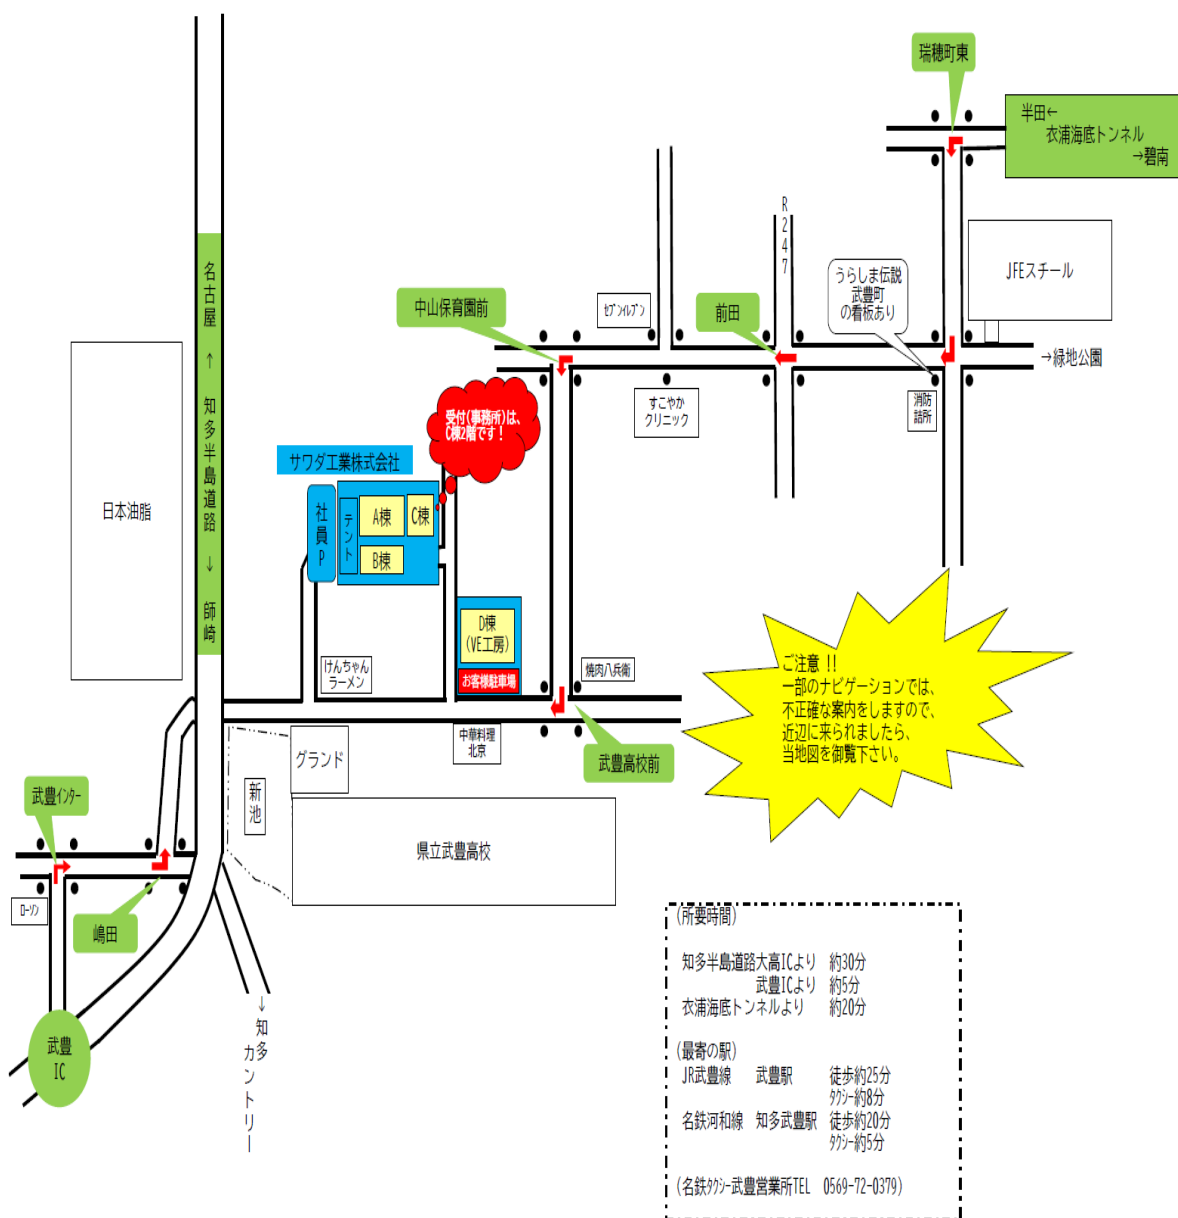 瑞穂町東
半田←
衣浦海底トンネル
→碧南
R247
JFEスチール
うらしま伝説
武豊町
の看板あり
前田
→緑地公園
消防
詰所
ｾﾌﾞﾝｲﾚﾌﾞﾝ
すこやか
クリニック
中山保育園前
名古屋 ↑ 知多半島道路 ↓ 師崎
日本油脂
受付(事務所)は、
C棟2階です！
サワダ工業株式会社
社員P
テント
A棟
C棟
B棟
D棟
(VE工房)
お客様駐車場
けんちゃん
ラーメン
焼肉八兵衛
中華料理
北京
武豊高校前
グランド
新池
県立武豊高校
武豊ｲﾝﾀｰ
ﾛｰｿﾝ
嶋田
武豊
IC
↓知多
カントリー
ご注意 !!
一部のナビゲーションでは、
不正確な案内をしますので、
近辺に来られましたら、
当地図を御覧下さい。
(所要時間)
知多半島道路大高ICより 約30分
武豊ICより 約5分
衣浦海底トンネルより 約20分
(最寄の駅)
JR武豊線 武豊駅 徒歩約25分
ﾀｸｼｰ約8分
名鉄河和線 知多武豊駅 徒歩約20分
ﾀｸｼｰ約5分
(名鉄ﾀｸｼｰ武豊営業所TEL 0569-72-0379)